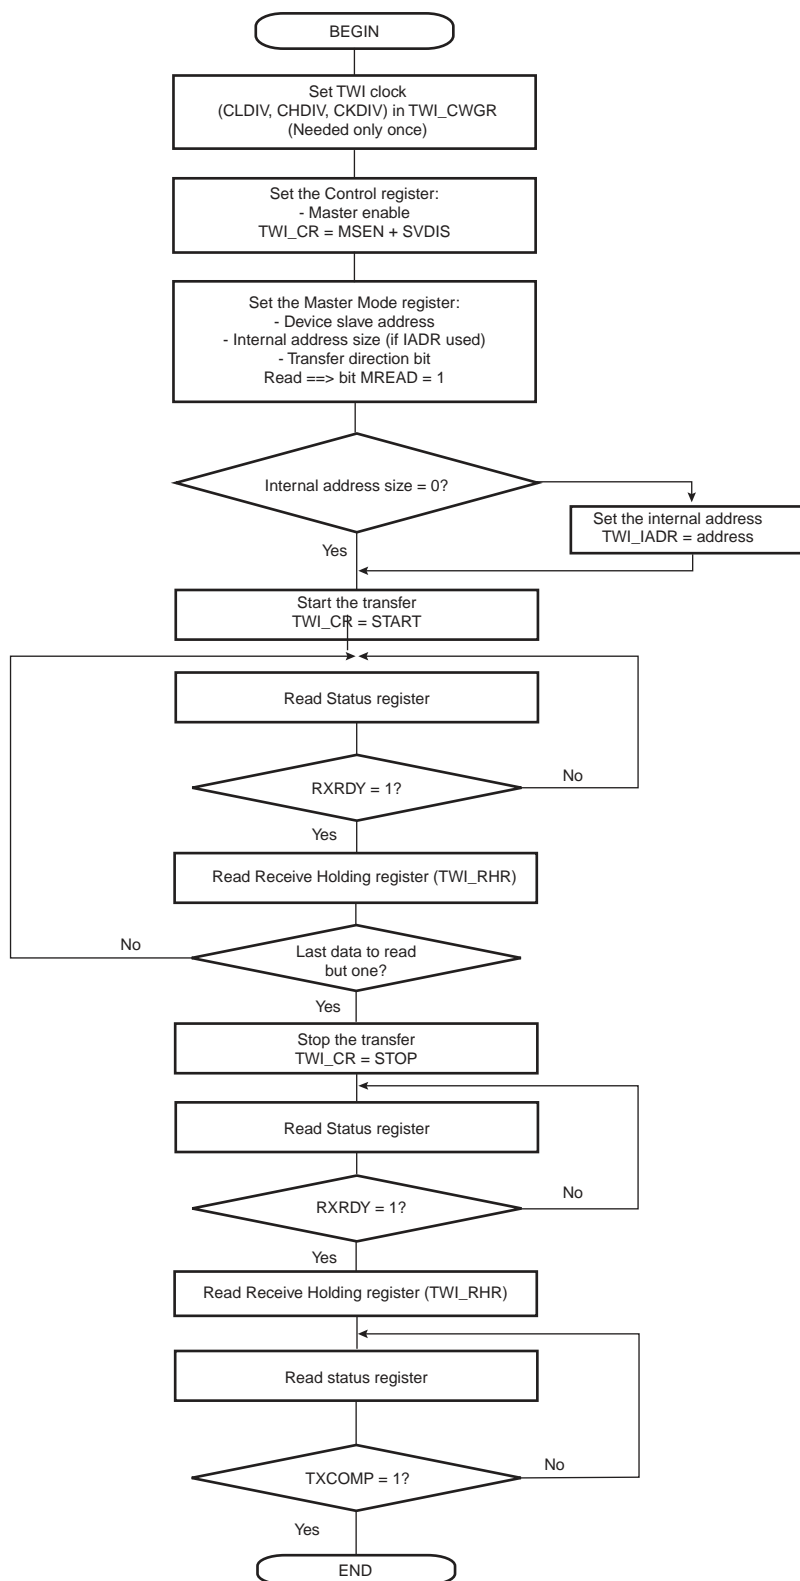 BEGIN
Set TWI clock
(CLDIV, CHDIV, CKDIV) in TWI_CWGR
(Needed only once)
Set the Control register:
- Master enable
TWI_CR = MSEN + SVDIS
Set the Master Mode register:
- Device slave address
- Internal address size (if IADR used)
- Transfer direction bit
Read ==> bit MREAD = 1
Internal address size = 0?
Set the internal address
TWI_IADR = address
Yes
Start the transfer
TWI_CR = START
Read Status register
RXRDY = 1?
No
Yes
Read Receive Holding register (TWI_RHR)
No
Last data to read
but one?
Yes
Stop the transfer
TWI_CR = STOP
Read Status register
RXRDY = 1?
No
Yes
Read Receive Holding register (TWI_RHR)
Read status register
TXCOMP = 1?
No
Yes
END